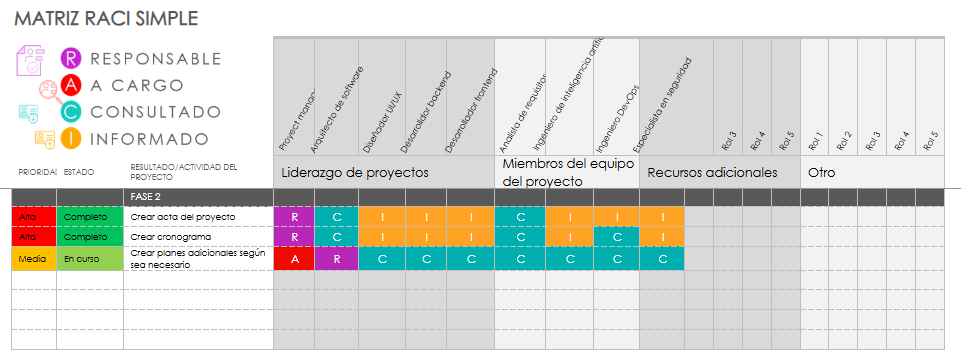 MATRIZ RACI SIMPLE
R RESPONSABLE
A A CARGO
C CONSULTADO
I INFORMADO
Proyect manag
Arquitecto de software
Diseñador UI/UX
Desarrollador backend
Desarrollador frontend
Analista de requisitos
Ingeniero de inteligencia artific
Ingeniero DevOps
Especialista en seguridad
Rol 3
Rol 4
Rol 5
Rol 1
Rol 2
Rol 3
Rol 4
Rol 5
PRIORIDAD ESTADO RESULTADO/ACTIVIDAD DEL
PROYECTO
Liderazgo de proyectos
Miembros del equipo
del proyecto
Recursos adicionales
Otro
FASE 2
Alta Completo Crear acta del proyecto R C I I I C I I I
Alta Completo Crear cronograma R C I I I C I C I
Media En curso Crear planes adicionales según
sea necesario A R C C C C C C C